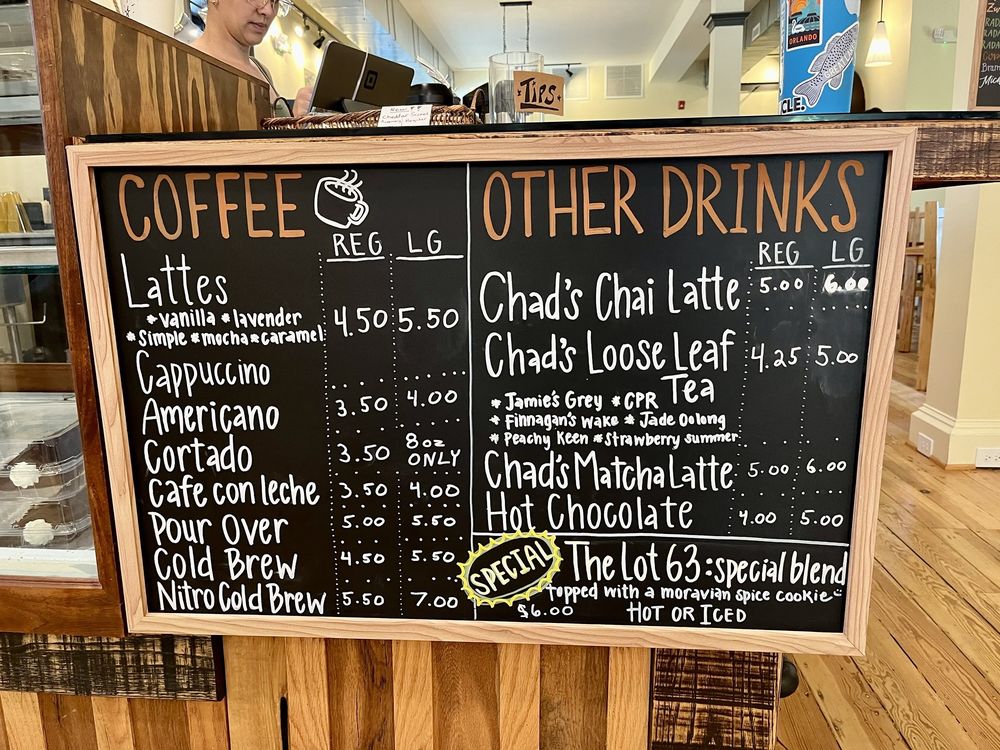 Tips
ORLANDO
CLE.
COFFEE
REG LG
Lattes
* vanilla * lavender
* Simple * mocha * caramel 4.50 5.50
Cappuccino
Americano 3.50 4.00
Cortado 3.50 8oz ONLY
Cafe con leche 3.50 4.00
Pour Over 5.00 5.50
Cold Brew 4.50 5.50
Nitro Cold Brew 5.50 7.00
OTHER DRINKS
REG LG
Chad's Chai Latte 5.00 6.00
Chad's Loose Leaf 4.25 5.00
Tea
* Jamie's Grey * CPR
* Finnagan's Wake * Jade Oolong
* Peachy Keen * Strawberry Summer
Chad's Matcha Latte 5.00 6.00
Hot Chocolate 4.00 5.00
SPECIAL The Lot 63: special blend
topped with a moravian spice cookie
$6.00 HOT OR ICED